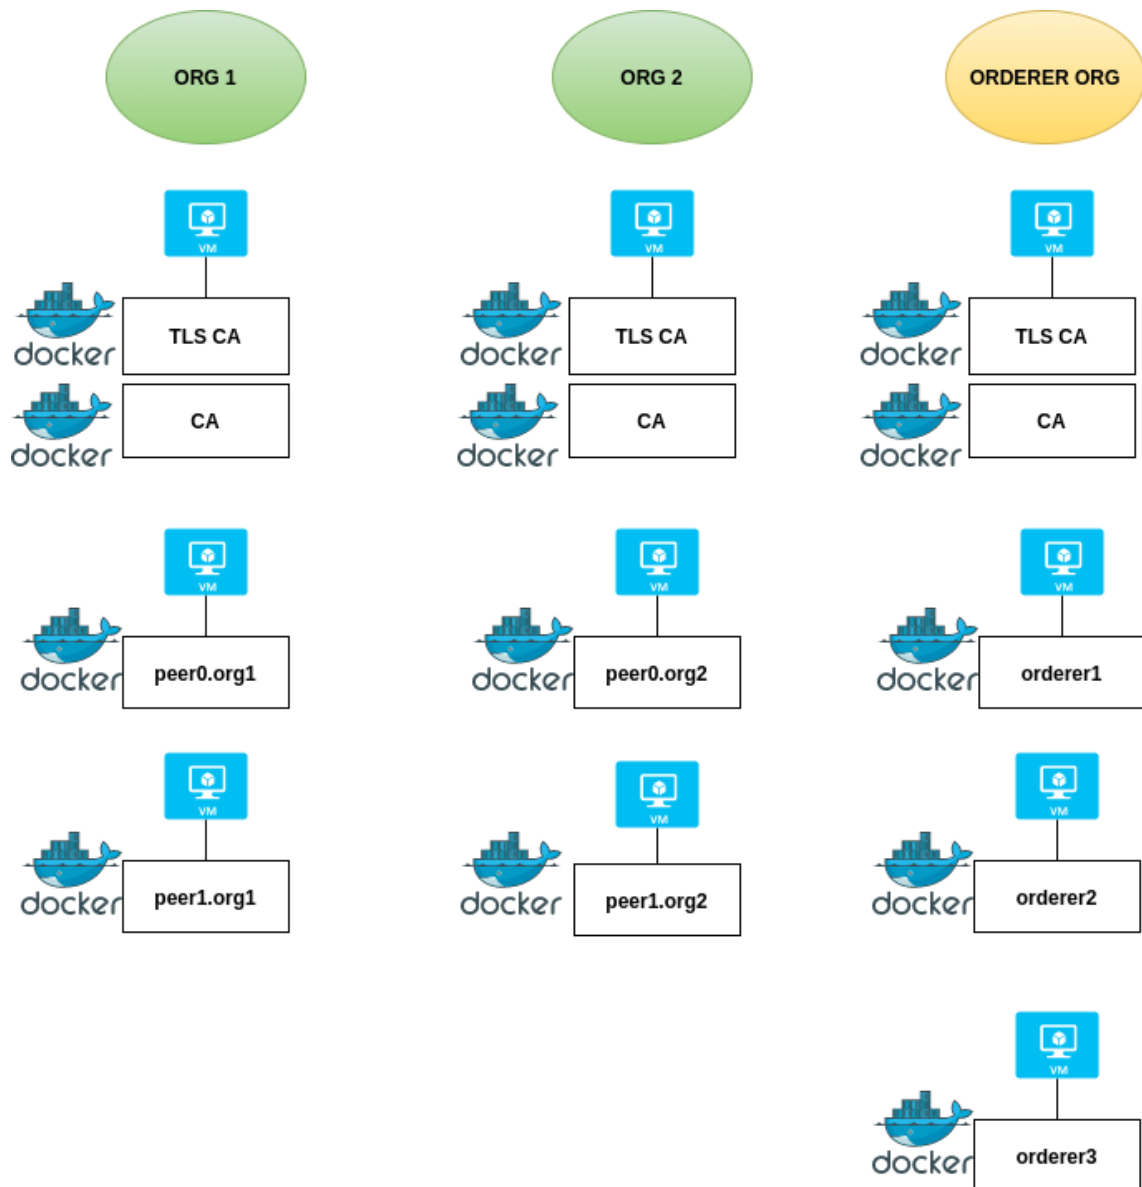 ORG 1
ORG 2
ORDERER ORG
VM
VM
VM
docker
TLS CA
docker
TLS CA
docker
TLS CA
docker
CA
docker
CA
docker
CA
VM
VM
VM
docker
peer0.org1
docker
peer0.org2
docker
orderer1
VM
VM
VM
docker
peer1.org1
docker
peer1.org2
docker
orderer2
VM
docker
orderer3